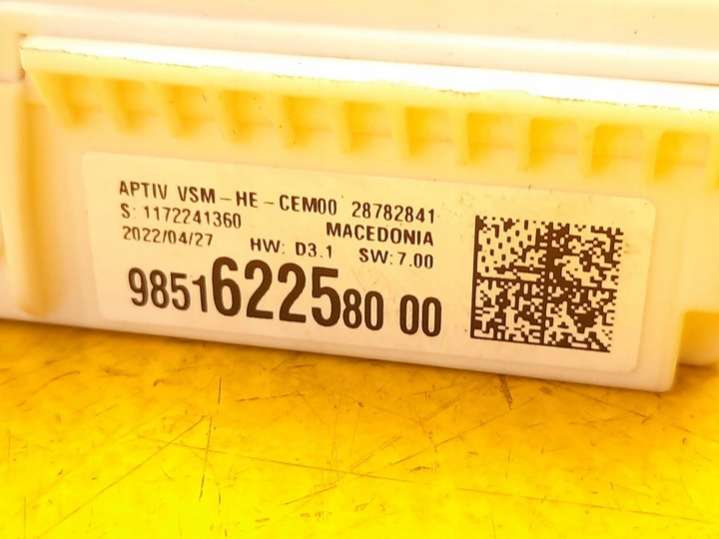 APTIV VSM-HE-CEM00 28782841
S: 1172241360 MACEDONIA
2022/04/27 HW: D3.1 SW:7.00
9851622580 00